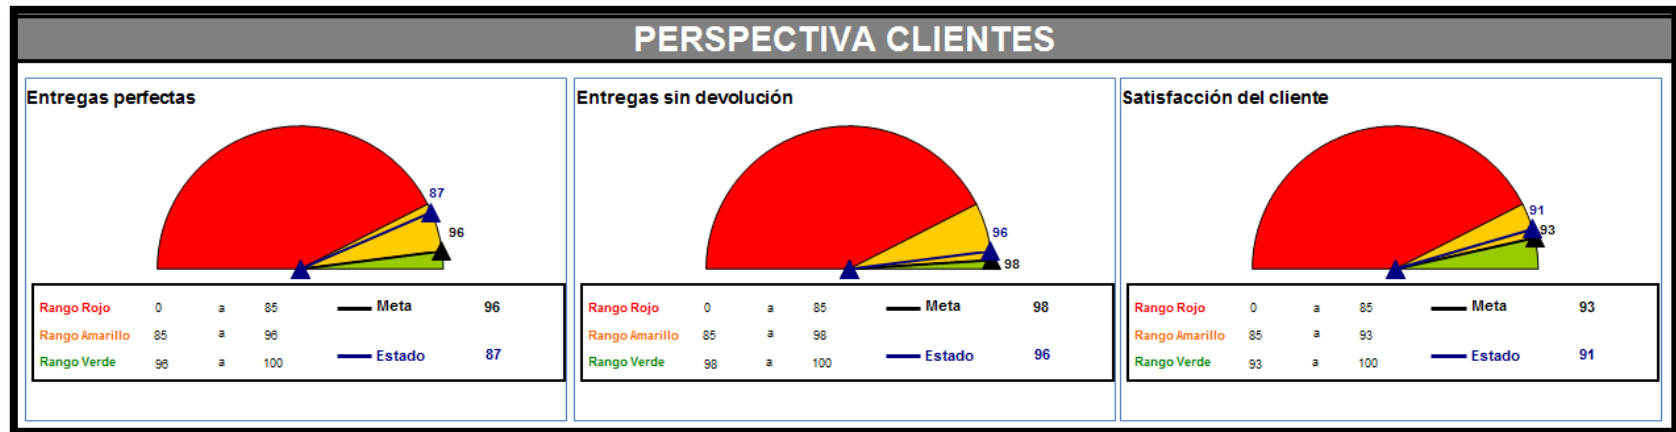 PERSPECTIVA CLIENTES
Entregas perfectas
87
96
Rango Rojo 0 a 85 Meta 96
Rango Amarillo 85 a 96
Rango Verde 96 a 100 Estado 87
Entregas sin devolución
96
98
Rango Rojo 0 a 85 Meta 98
Rango Amarillo 85 a 98
Rango Verde 98 a 100 Estado 96
Satisfacción del cliente
91
93
Rango Rojo 0 a 85 Meta 93
Rango Amarillo 85 a 93
Rango Verde 93 a 100 Estado 91